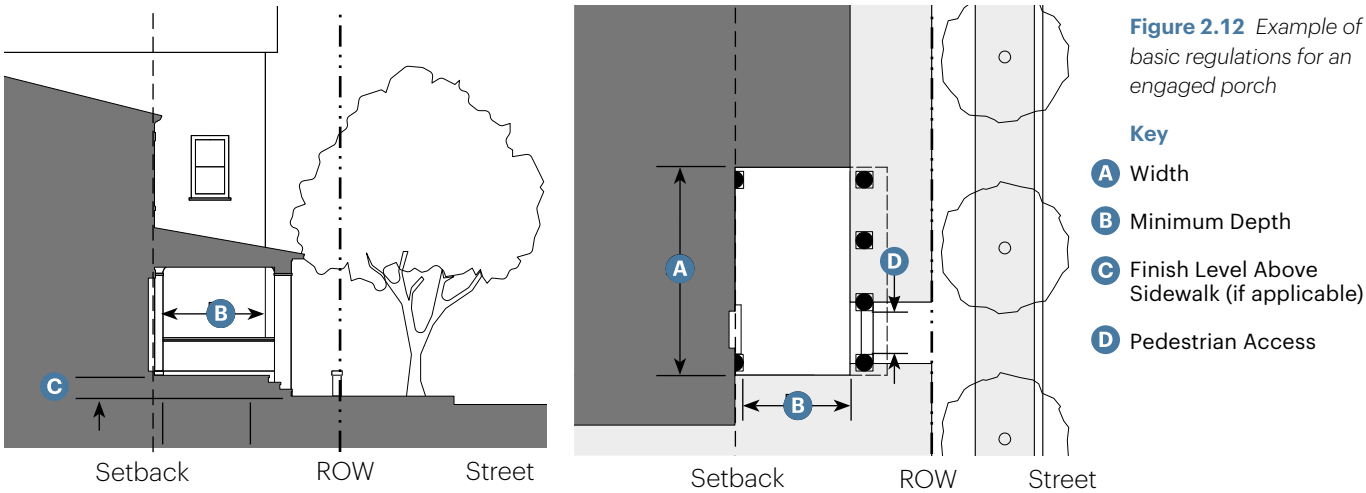 B
C
Setback
ROW
Street
A
D
B
Setback
ROW
Street
Figure 2.12 Example of
basic regulations for an
engaged porch
Key
A Width
B Minimum Depth
C Finish Level Above
Sidewalk (if applicable)
D Pedestrian Access